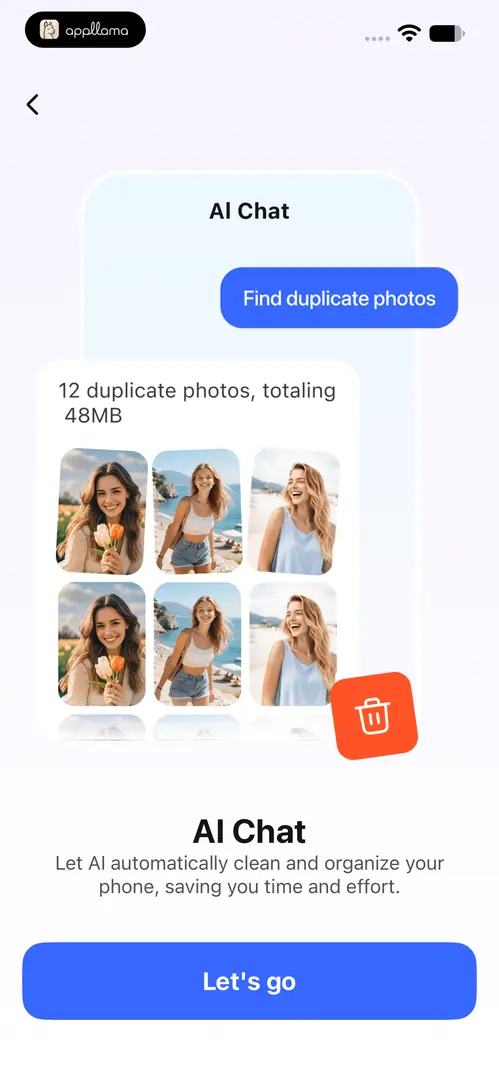 appllama
AI Chat
Find duplicate photos
12 duplicate photos, totaling
48MB
AI Chat
Let AI automatically clean and organize your
phone, saving you time and effort.
Let's go